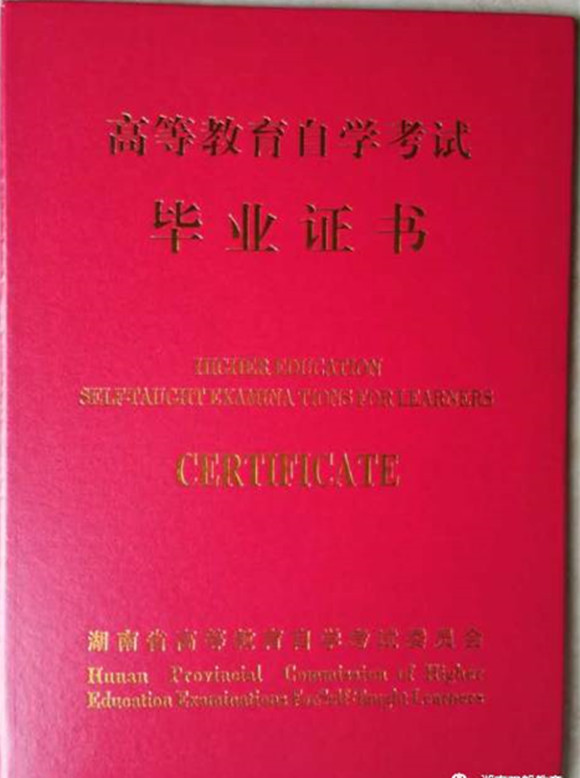 高等教育自学考试
毕业证书
HIGHER EDUCATION
SELF-TAUGHT EXAMINATIONS FOR LEARNERS
CERTIFICATE
湖南省高等教育自学考试委员会
Hunan Provincial Commission of Higher
Education Examinations for Self-taught Learners